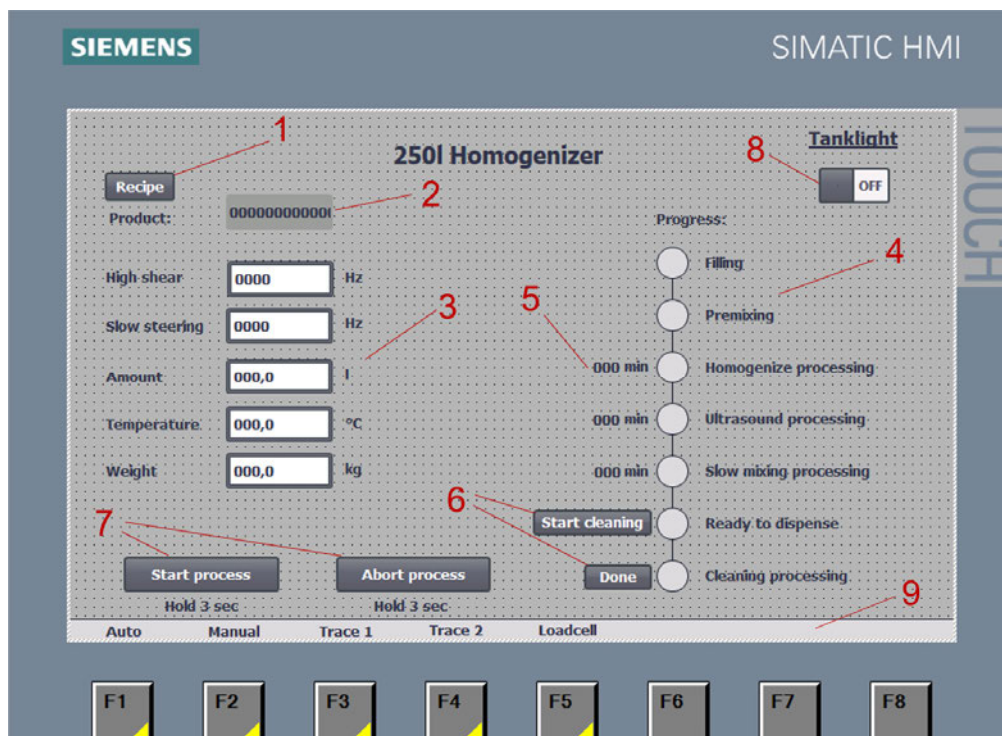 SIEMENS
SIMATIC HMI
TOUCH
1
Tanklight
250l Homogenizer
8
Recipe
OFF
2
Product:
000000000000
Progress:
Filling
4
High shear
0000
Hz
3
5
Premixing
Slow steering
0000
Hz
000 min
Homogenize processing
Amount
000,0
l
Temperature
000,0
°C
000 min
Ultrasound processing
Weight
000,0
kg
000 min
Slow mixing processing
6
7
Start cleaning
Ready to dispense
Start process
Abort process
Done
Cleaning processing
9
Hold 3 sec
Hold 3 sec
Auto
Manual
Trace 1
Trace 2
Loadcell
F1
F2
F3
F4
F5
F6
F7
F8